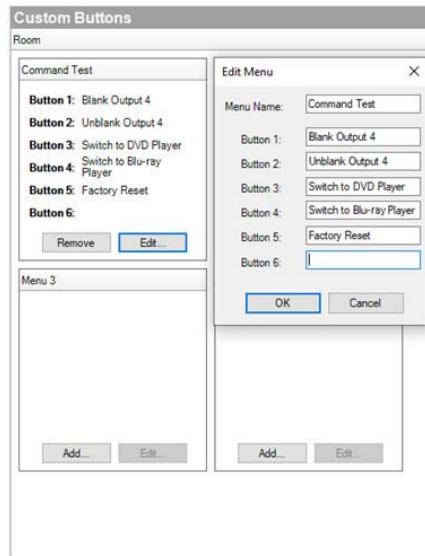 Custom Buttons
Room
Command Test
Button 1: Blank Output 4
Button 2: Unblank Output 4
Button 3: Switch to DVD Player
Button 4: Switch to Blu-ray
Player
Button 5: Factory Reset
Button 6:
Remove
Edit...
Edit Menu
Menu Name: Command Test
Button 1: Blank Output 4
Button 2: Unblank Output 4
Button 3: Switch to DVD Player
Button 4: Switch to Blu-ray Player
Button 5: Factory Reset
Button 6:
OK
Cancel
Menu 3
Add...
Edit...
Add...
Edit...